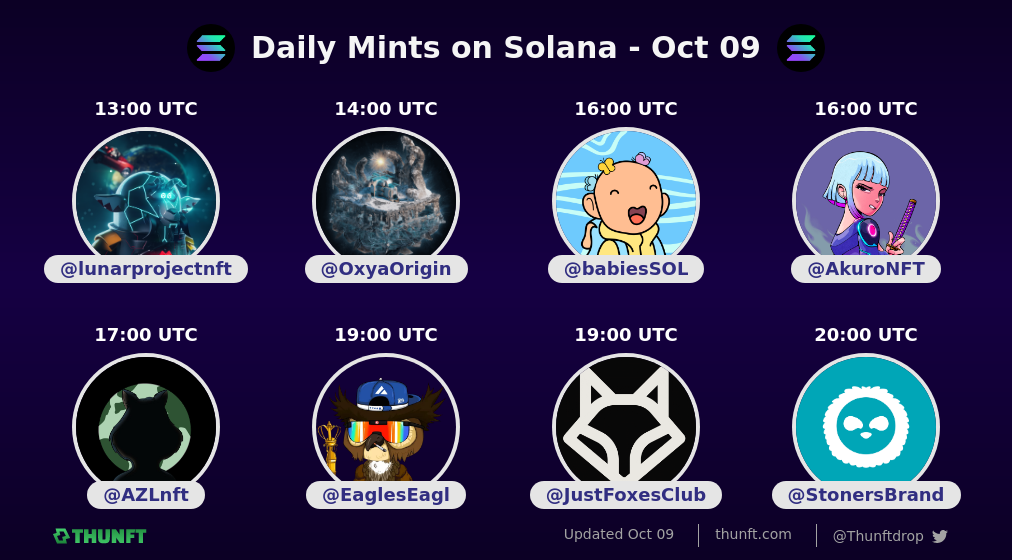 Daily Mints on Solana - Oct 09
13:00 UTC
14:00 UTC
16:00 UTC
16:00 UTC
@lunarprojectnft
@OxyaOrigin
@babiesSOL
@AkuroNFT
17:00 UTC
19:00 UTC
19:00 UTC
20:00 UTC
@AZLnft
@EaglesEagl
@JustFoxesClub
@StonersBrand
THUNFT
Updated Oct 09
thunft.com
@Thunftdrop